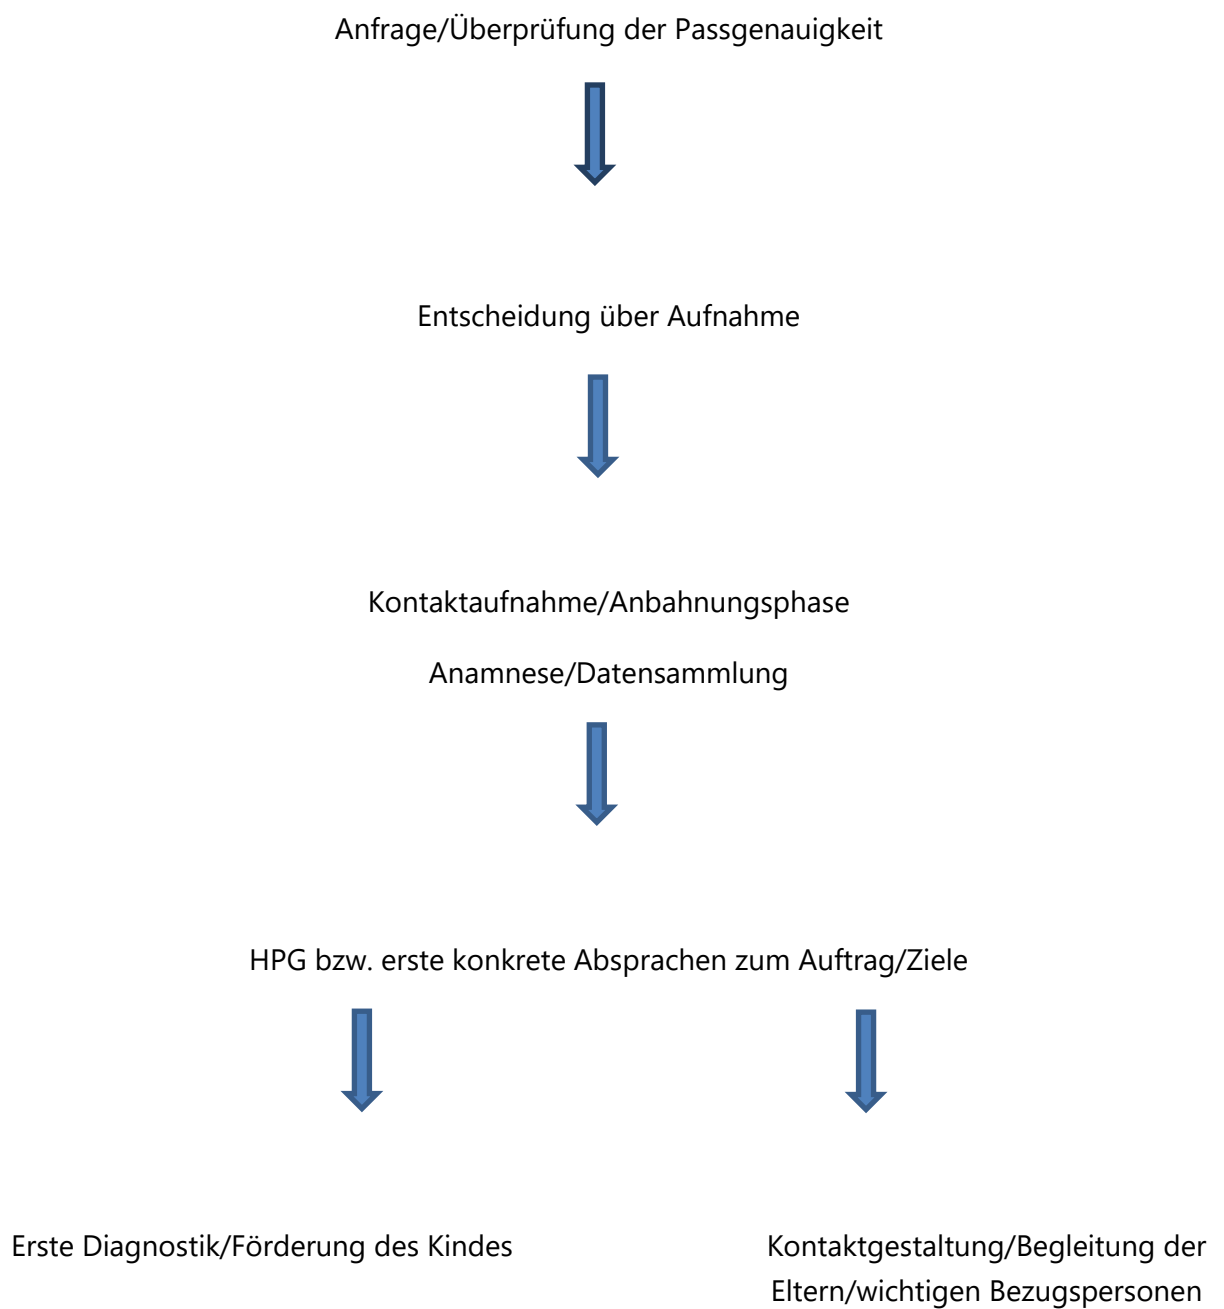 Anfrage/Überprüfung der Passgenauigkeit
Entscheidung über Aufnahme
Kontaktaufnahme/Anbahnungsphase
Anamnese/Datensammlung
HPG bzw. erste konkrete Absprachen zum Auftrag/Ziele
Erste Diagnostik/Förderung des Kindes
Kontaktgestaltung/Begleitung der
Eltern/wichtigen Bezugspersonen